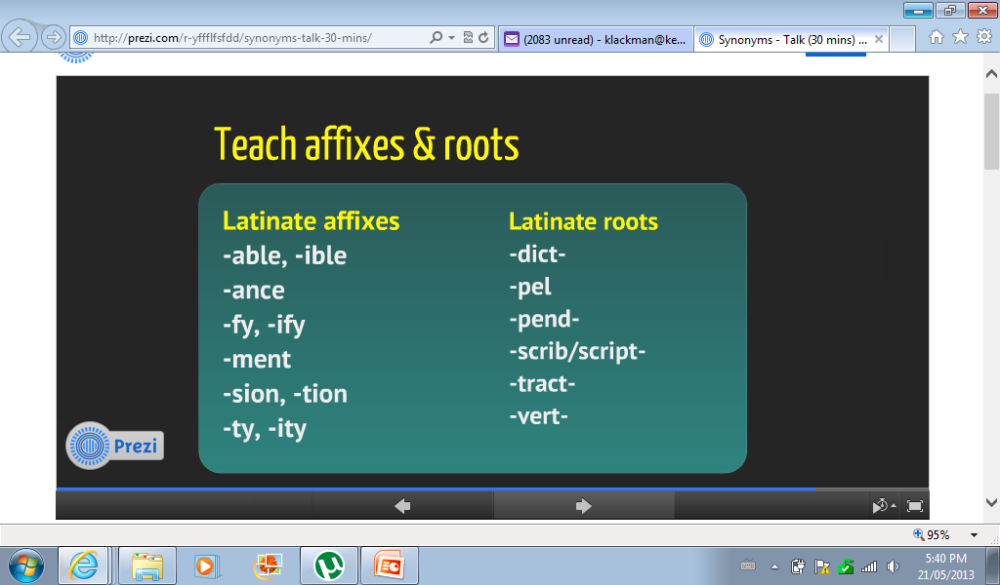 http://prezi.com/r-yffflfsfdd/synonyms-talk-30-mins/
(2083 unread) - klackman@ke...
Synonyms - Talk (30 mins) ...
Teach affixes & roots
Latinate affixes
-able, -ible
-ance
-fy, -ify
-ment
-sion, -tion
-ty, -ity
Latinate roots
-dict-
-pel
-pend-
-scrib/script-
-tract-
-vert-
Prezi
95%
5:40 PM
21/05/2013